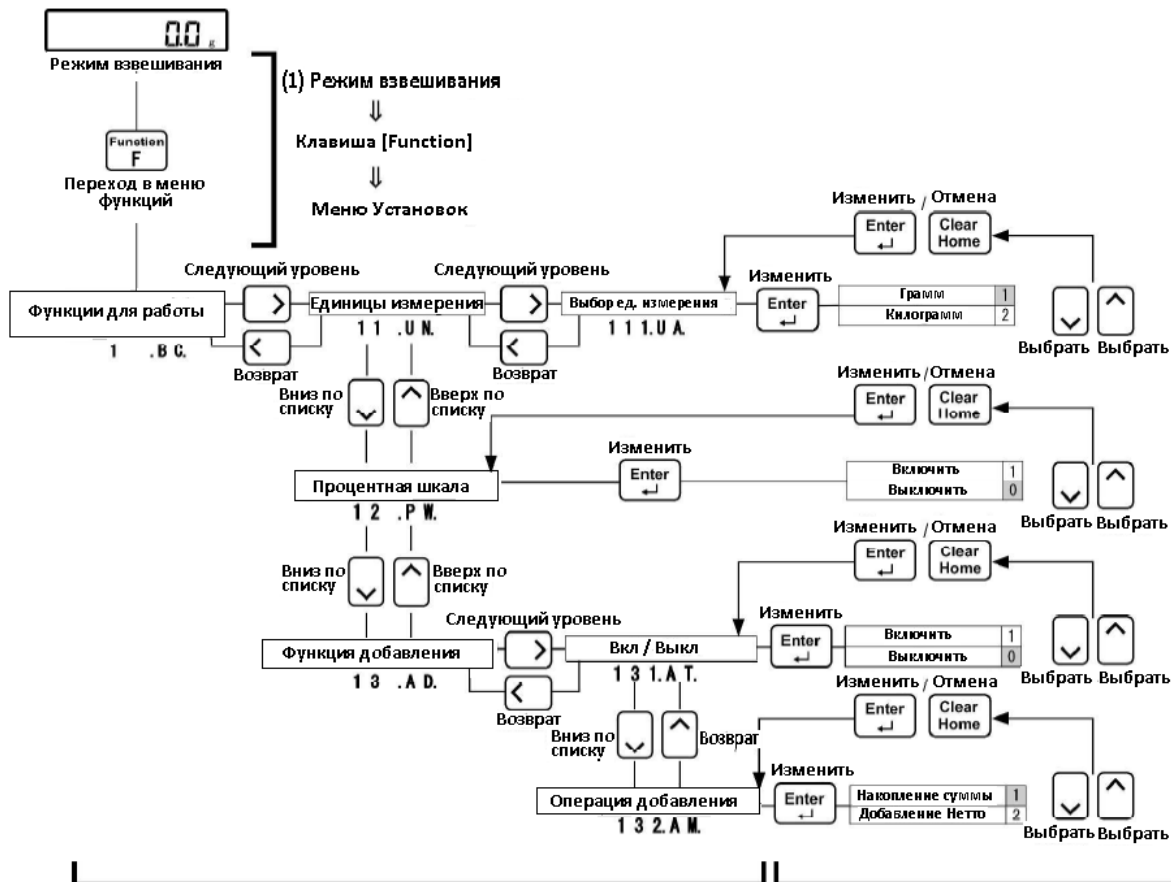 0.0 g
Режим взвешивания
(1) Режим взвешивания
⇓
Function
F
Клавиша [Function]
⇓
Переход в меню
функций
Меню Установок
Изменить / Отмена
Enter
Clear
Home
Следующий уровень
Следующий уровень
Изменить
Функции для работы
Единицы измерения
Выбор ед. измерения
Enter
Грамм 1
Килограмм 2
1 .B C.
1 1 .U N.
1 1 1.U A.
Выбрать Выбрать
Возврат
Возврат
Вниз по
списку
Вверх по
списку
Изменить / Отмена
Enter
Clear
Home
Изменить
Процентная шкала
Enter
Включить 1
Выключить 0
1 2 .P W.
Выбрать Выбрать
Вниз по
списку
Вверх по
списку
Изменить / Отмена
Enter
Clear
Home
Следующий уровень
Изменить
Функция добавления
Вкл / Выкл
Enter
Включить 1
Выключить 0
1 3 .A D.
1 3 1.A T.
Выбрать Выбрать
Возврат
Изменить / Отмена
Enter
Clear
Home
Вниз по
списку
Возврат
Изменить
Операция добавления
Enter
Накопление суммы 1
Добавление Нетто 2
1 3 2.A M.
Выбрать Выбрать